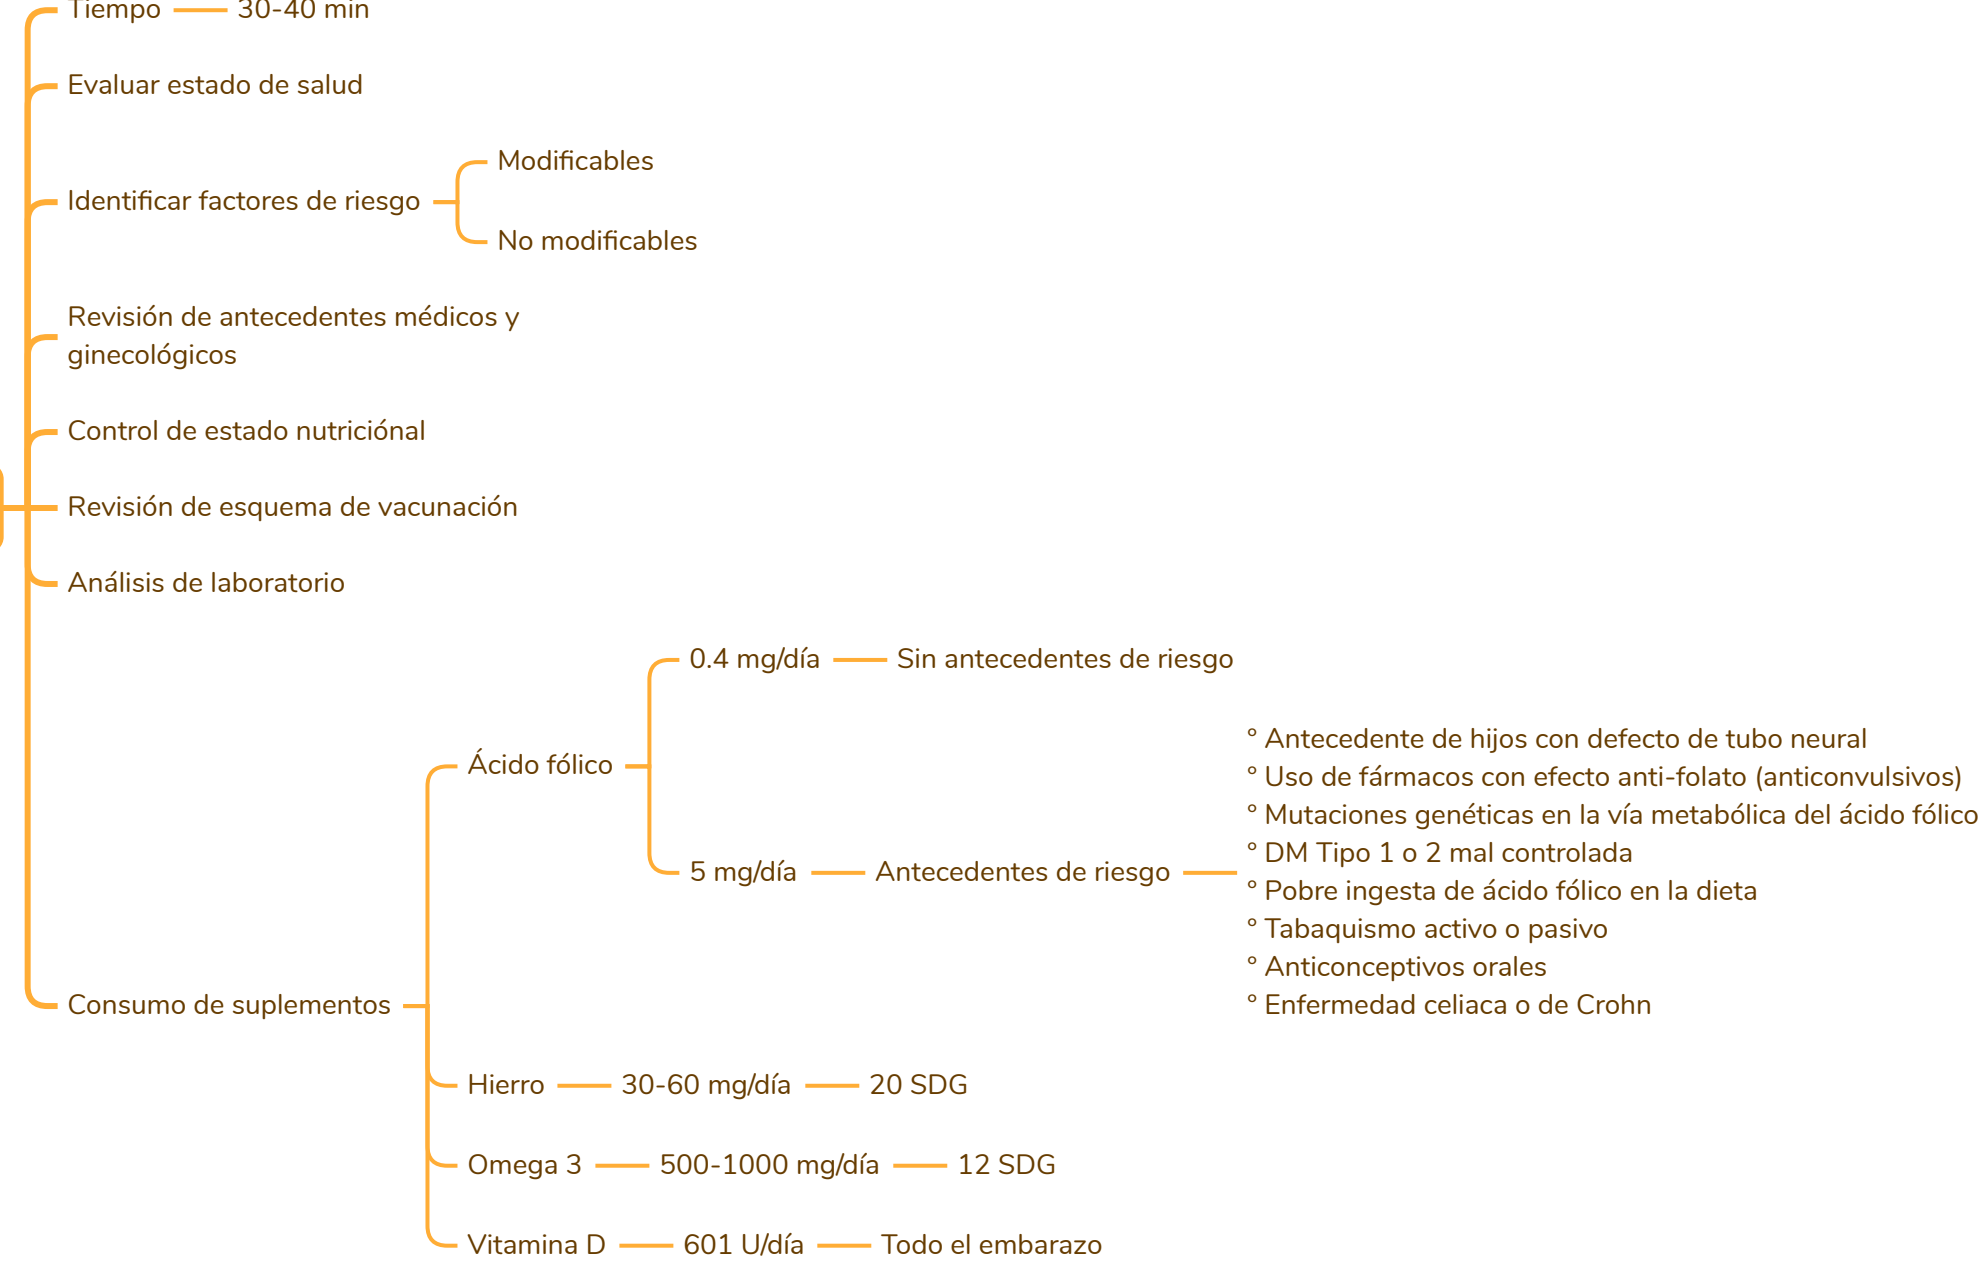 Tiempo 30-40 min
Evaluar estado de salud
Modificables
Identificar factores de riesgo
No modificables
Revisión de antecedentes médicos y
ginecológicos
Control de estado nutriciónal
Revisión de esquema de vacunación
Análisis de laboratorio
0.4 mg/día Sin antecedentes de riesgo
Ácido fólico
5 mg/día Antecedentes de riesgo
° Antecedente de hijos con defecto de tubo neural
° Uso de fármacos con efecto anti-folato (anticonvulsivos)
° Mutaciones genéticas en la vía metabólica del ácido fólico
° DM Tipo 1 o 2 mal controlada
° Pobre ingesta de ácido fólico en la dieta
° Tabaquismo activo o pasivo
° Anticonceptivos orales
° Enfermedad celiaca o de Crohn
Consumo de suplementos
Hierro 30-60 mg/día 20 SDG
Omega 3 500-1000 mg/día 12 SDG
Vitamina D 601 U/día Todo el embarazo